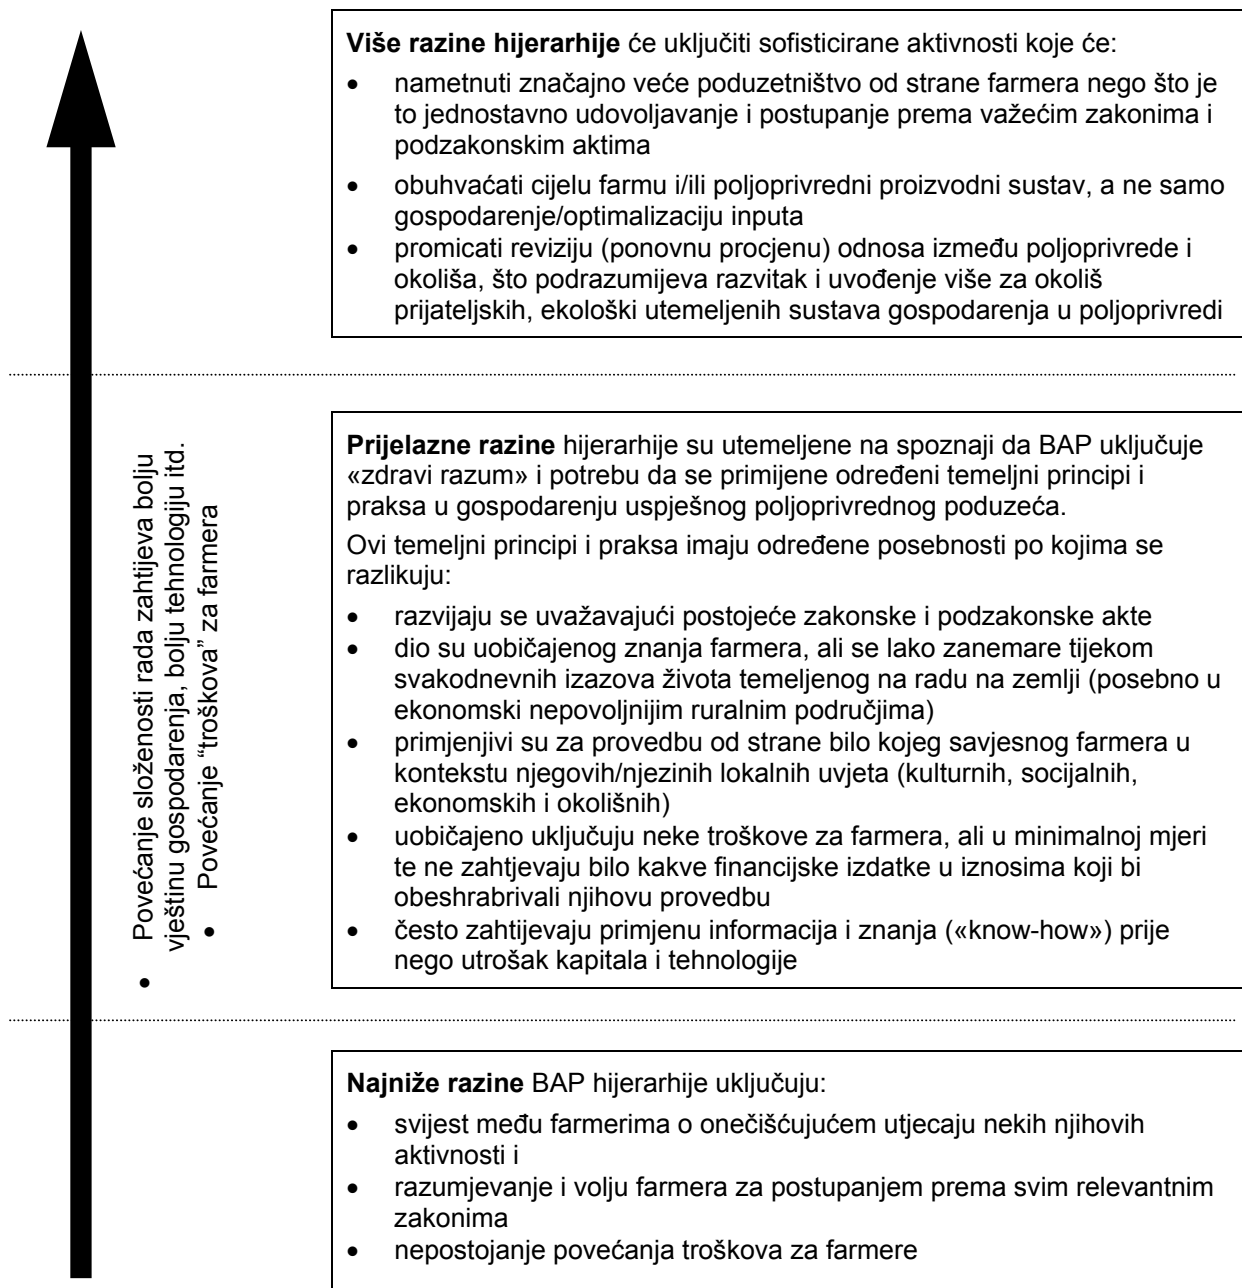 Više razine hijerarhije će uključiti sofisticirane aktivnosti koje će:
• nametnuti značajno veće poduzetništvo od strane farmera nego što je
to jednostavno udovoljavanje i postupanje prema važećim zakonima i
podzakonskim aktima
• obuhvaćati cijelu farmu i/ili poljoprivredni proizvodni sustav, a ne samo
gospodarenje/optimalizaciju inputa
• promicati reviziju (ponovnu procjenu) odnosa između poljoprivrede i
okoliša, što podrazumijeva razvitak i uvođenje više za okoliš
prijateljskih, ekološki utemeljenih sustava gospodarenja u poljoprivredi
• Povećanje složenosti rada zahtijeva bolju
vještinu gospodarenja, bolju tehnologiju itd.
• Povećanje “troškova” za farmera
Prijelazne razine hijerarhije su utemeljene na spoznaji da BAP uključuje
«zdravi razum» i potrebu da se primijene određeni temeljni principi i
praksa u gospodarenju uspješnog poljoprivrednog poduzeća.
Ovi temeljni principi i praksa imaju određene posebnosti po kojima se
razlikuju:
• razvijaju se uvažavajući postojeće zakonske i podzakonske akte
• dio su uobičajenog znanja farmera, ali se lako zanemare tijekom
svakodnevnih izazova života temeljenog na radu na zemlji (posebno u
ekonomski nepovoljnijim ruralnim područjima)
• primjenjivi su za provedbu od strane bilo kojeg savjesnog farmera u
kontekstu njegovih/njezinih lokalnih uvjeta (kulturnih, socijalnih,
ekonomskih i okolišnih)
• uobičajeno uključuju neke troškove za farmera, ali u minimalnoj mjeri
te ne zahtjevaju bilo kakve financijske izdatke u iznosima koji bi
obeshrabrivali njihovu provedbu
• često zahtijevaju primjenu informacija i znanja («know-how») prije
nego utrošak kapitala i tehnologije
Najniže razine BAP hijerarhije uključuju:
• svijest među farmerima o onečišćujućem utjecaju nekih njihovih
aktivnosti i
• razumjevanje i volju farmera za postupanjem prema svim relevantnim
zakonima
• nepostojanje povećanja troškova za farmere